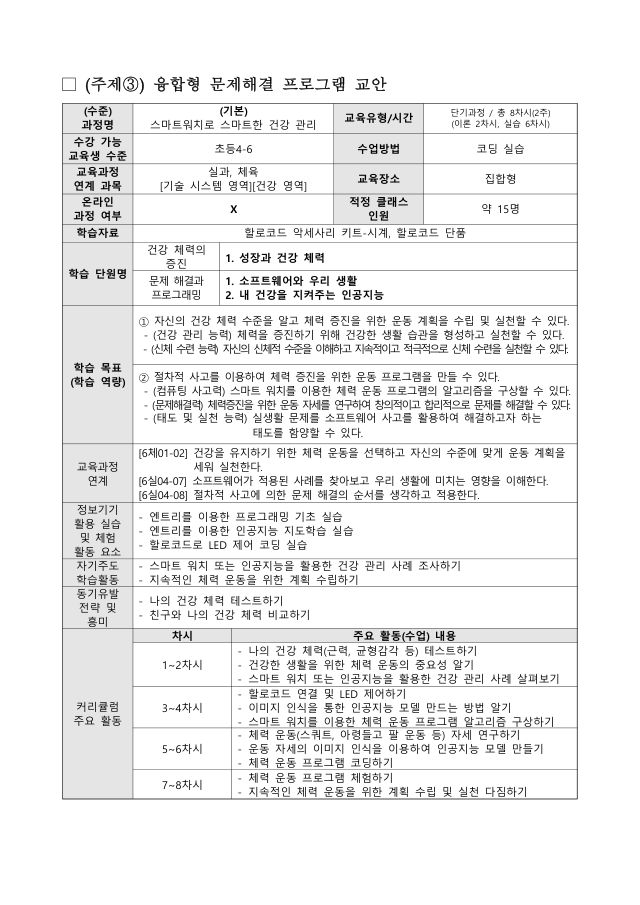 □ (주제③) 융합형 문제해결 프로그램 교안
(수준)
과정명
(기본)
스마트워치로 스마트한 건강 관리
교육유형/시간
단기과정 / 총 8차시(2주)
(이론 2차시, 실습 6차시)
수강 가능
교육생 수준
초등4-6
수업방법
코딩 실습
교육과정
연계 과목
실과, 체육
[기술 시스템 영역][건강 영역]
교육장소
집합형
온라인
과정 여부
X
적정 클래스
인원
약 15명
학습자료
할로코드 악세사리 키트-시계, 할로코드 단품
학습 단원명
건강 체력의
증진
1. 성장과 건강 체력
문제 해결과
프로그래밍
1. 소프트웨어와 우리 생활
2. 내 건강을 지켜주는 인공지능
학습 목표
(학습 역량)
① 자신의 건강 체력 수준을 알고 체력 증진을 위한 운동 계획을 수립 및 실천할 수 있다.
- (건강 관리 능력) 체력을 증진하기 위해 건강한 생활 습관을 형성하고 실천할 수 있다.
- (신체 수련 능력) 자신의 신체적 수준을 이해하고 지속적이고 적극적으로 신체 수련을 실천할 수 있다.
② 절차적 사고를 이용하여 체력 증진을 위한 운동 프로그램을 만들 수 있다.
- (컴퓨팅 사고력) 스마트 워치를 이용한 체력 운동 프로그램의 알고리즘을 구상할 수 있다.
- (문제해결력) 체력증진을 위한 운동 자세를 연구하여 창의적이고 합리적으로 문제를 해결할 수 있다.
- (태도 및 실천 능력) 실생활 문제를 소프트웨어 사고를 활용하여 해결하고자 하는
태도를 함양할 수 있다.
교육과정
연계
[6체01-02] 건강을 유지하기 위한 체력 운동을 선택하고 자신의 수준에 맞게 운동 계획을
세워 실천한다.
[6실04-07] 소프트웨어가 적용된 사례를 찾아보고 우리 생활에 미치는 영향을 이해한다.
[6실04-08] 절차적 사고에 의한 문제 해결의 순서를 생각하고 적용한다.
정보기기
활용 실습
및 체험
활동 요소
- 엔트리를 이용한 프로그래밍 기초 실습
- 엔트리를 이용한 인공지능 지도학습 실습
- 할로코드로 LED 제어 코딩 실습
자기주도
학습활동
- 스마트 워치 또는 인공지능을 활용한 건강 관리 사례 조사하기
- 지속적인 체력 운동을 위한 계획 수립하기
동기유발
전략 및
흥미
- 나의 건강 체력 테스트하기
- 친구와 나의 건강 체력 비교하기
커리큘럼
주요 활동
차시
주요 활동(수업) 내용
1~2차시
- 나의 건강 체력(근력, 균형감각 등) 테스트하기
- 건강한 생활을 위한 체력 운동의 중요성 알기
- 스마트 워치 또는 인공지능을 활용한 건강 관리 사례 살펴보기
3~4차시
- 할로코드 연결 및 LED 제어하기
- 이미지 인식을 통한 인공지능 모델 만드는 방법 알기
- 스마트 워치를 이용한 체력 운동 프로그램 알고리즘 구상하기
5~6차시
- 체력 운동(스쿼트, 아령들고 팔 운동 등) 자세 연구하기
- 운동 자세의 이미지 인식을 이용하여 인공지능 모델 만들기
- 체력 운동 프로그램 코딩하기
7~8차시
- 체력 운동 프로그램 체험하기
- 지속적인 체력 운동을 위한 계획 수립 및 실천 다짐하기